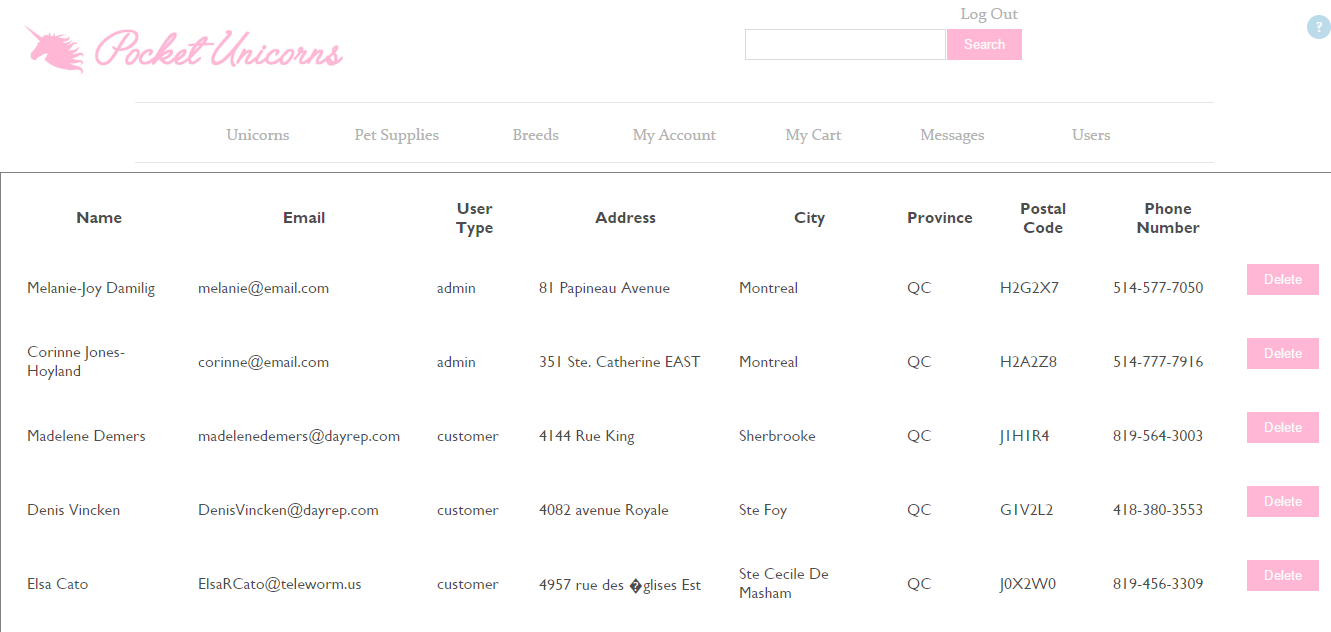 Log Out
?
Pocket Unicorns
Search
Unicorns Pet Supplies Breeds My Account My Cart Messages Users
Name Email User Type Address City Province Postal Code Phone Number
Melanie-Joy Damilig melanie@email.com admin 81 Papineau Avenue Montreal QC H2G2X7 514-577-7050 Delete
Corinne Jones-Hoyland corinne@email.com admin 351 Ste. Catherine EAST Montreal QC H2A2Z8 514-777-7916 Delete
Madelene Demers madelenedemers@dayrep.com customer 4144 Rue King Sherbrooke QC J1H1R4 819-564-3003 Delete
Denis Vincken DenisVincken@dayrep.com customer 4082 avenue Royale Ste Foy QC G1V2L2 418-380-3553 Delete
Elsa Cato ElsaRCato@teleworm.us customer 4957 rue des �glises Est Ste Cecile De Masham QC J0X2W0 819-456-3309 Delete